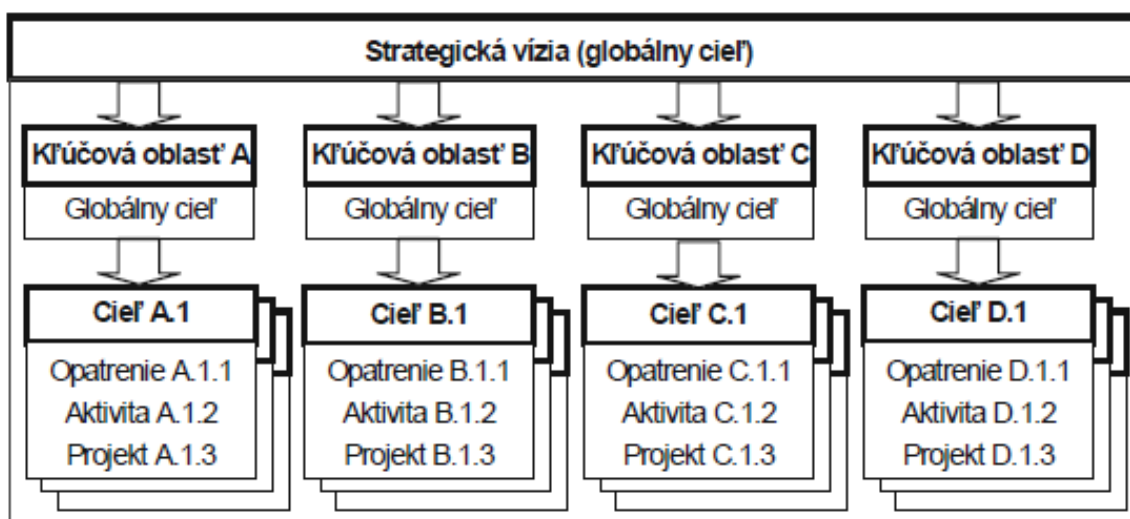 Strategická vízia (globálny cieľ)
Kľúčová oblasť A
Kľúčová oblasť B
Kľúčová oblasť C
Kľúčová oblasť D
Globálny cieľ
Globálny cieľ
Globálny cieľ
Globálny cieľ
Cieľ A.1
Cieľ B.1
Cieľ C.1
Cieľ D.1
Opatrenie A.1.1
Opatrenie B.1.1
Opatrenie C.1.1
Opatrenie D.1.1
Aktivita A.1.2
Aktivita B.1.2
Aktivita C.1.2
Aktivita D.1.2
Projekt A.1.3
Projekt B.1.3
Projekt C.1.3
Projekt D.1.3